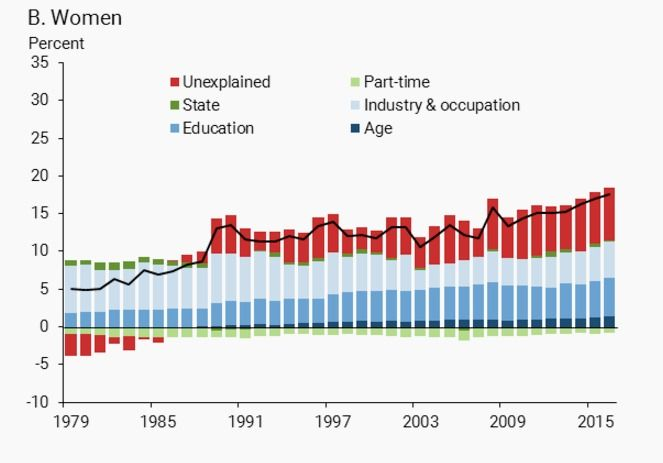 B. Women
Percent
35
30
25
20
15
10
5
0
-5
-10
Unexplained
Part-time
State
Industry & occupation
Education
Age
1979 1985 1991 1997 2003 2009 2015